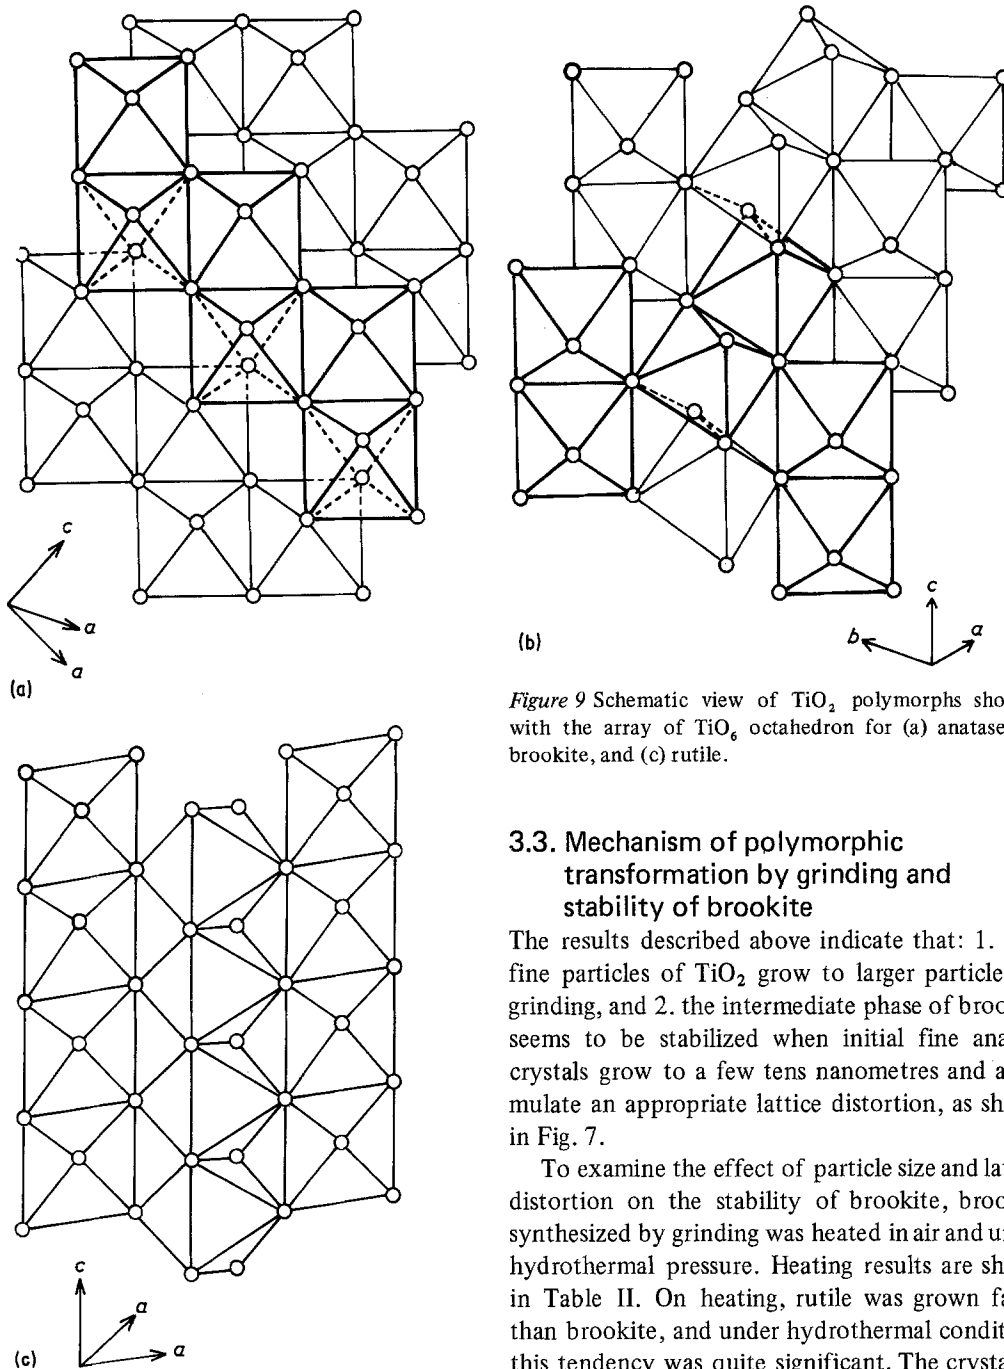 c
a
a
(a)
c
b
a
(b)
Figure 9 Schematic view of TiO₂ polymorphs sho
with the array of TiO₆ octahedron for (a) anatase
brookite, and (c) rutile.
3.3. Mechanism of polymorphic
transformation by grinding and
stability of brookite
The results described above indicate that: 1.
fine particles of TiO₂ grow to larger particle
grinding, and 2. the intermediate phase of broo
seems to be stabilized when initial fine ana
crystals grow to a few tens nanometres and a
mulate an appropriate lattice distortion, as sh
in Fig. 7.
To examine the effect of particle size and la
distortion on the stability of brookite, broo
synthesized by grinding was heated in air and u
hydrothermal pressure. Heating results are sh
in Table II. On heating, rutile was grown fa
than brookite, and under hydrothermal condit
this tendency was quite significant. The crysta
c
a
a
(c)